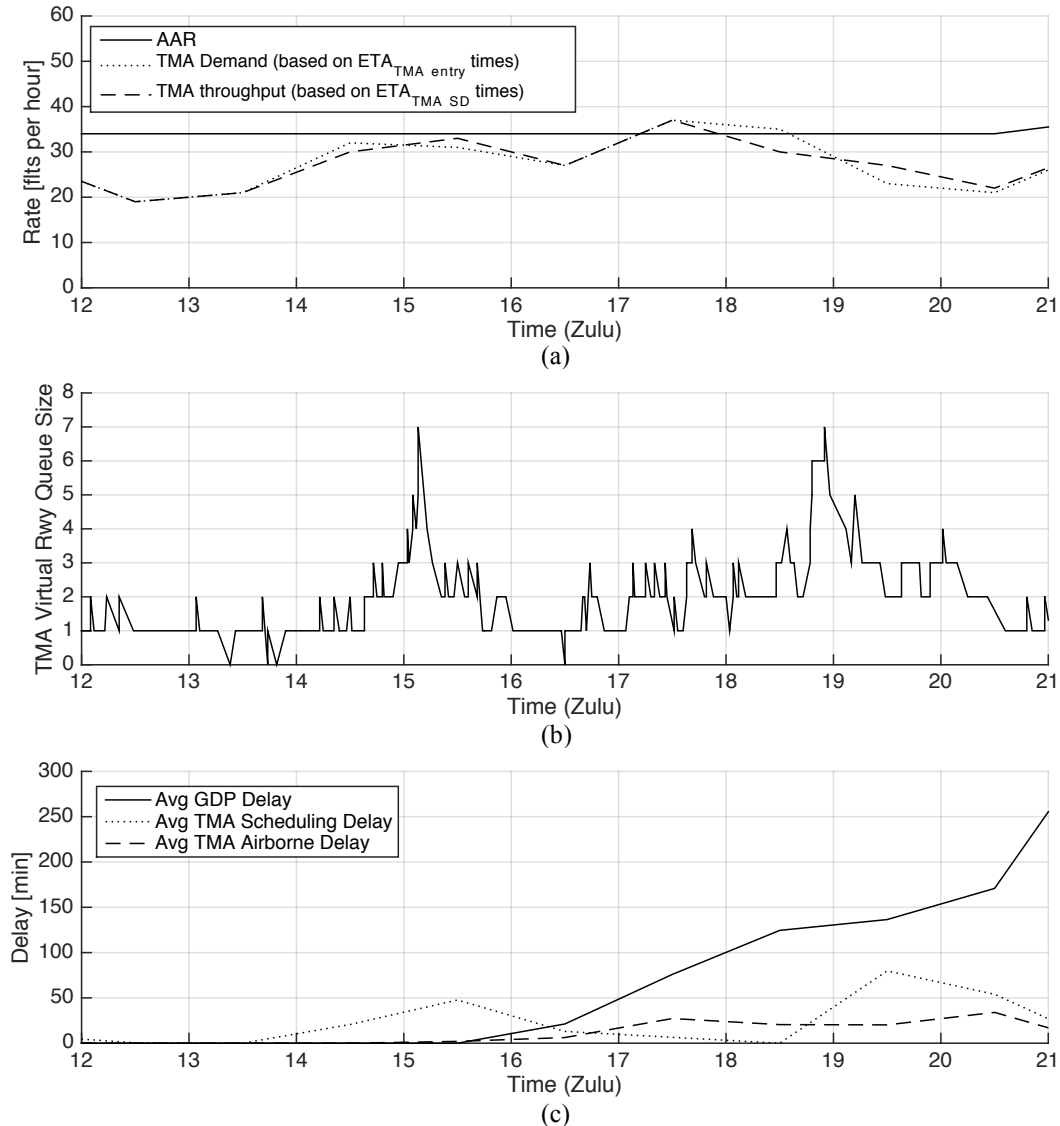 60
50
40
30
20
10
0
Rate [flts per hour]
AAR
TMA Demand (based on ETA TMA entry times)
TMA throughput (based on ETA TMA SD times)
12 13 14 15 16 17 18 19 20 21
Time (Zulu)
(a)
8
7
6
5
4
3
2
1
0
TMA Virtual Rwy Queue Size
12 13 14 15 16 17 18 19 20 21
Time (Zulu)
(b)
300
250
200
150
100
50
0
Delay [min]
Avg GDP Delay
Avg TMA Scheduling Delay
Avg TMA Airborne Delay
12 13 14 15 16 17 18 19 20 21
Time (Zulu)
(c)